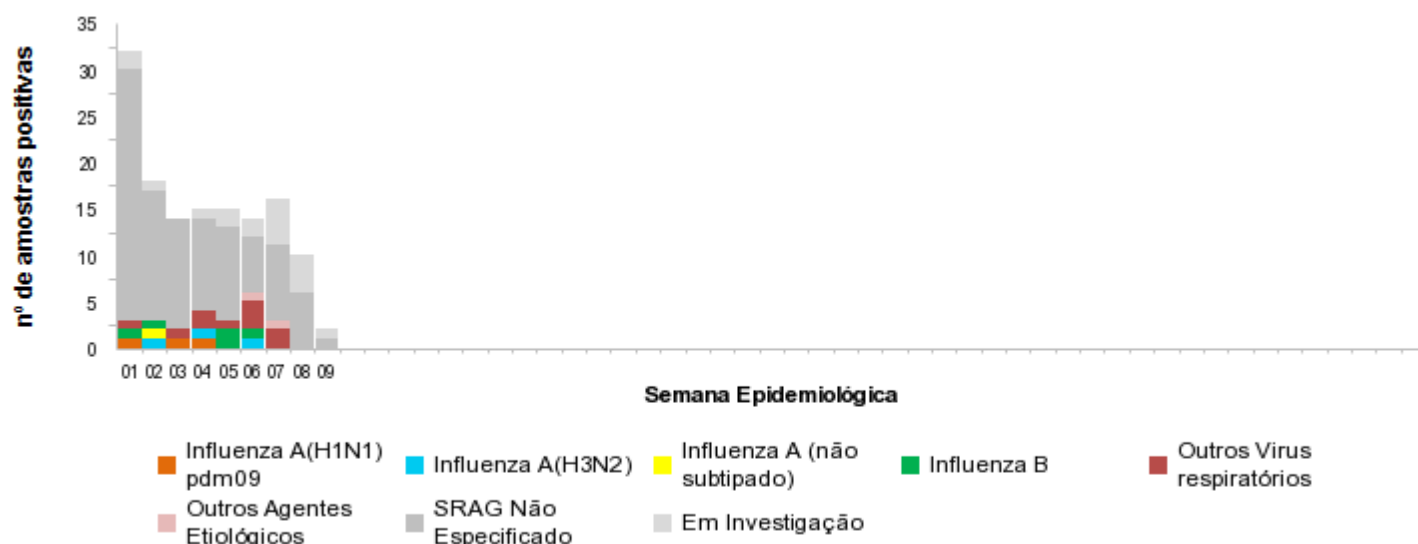 nº de amostras positivas
35
30
25
20
15
10
5
0
01 02 03 04 05 06 07 08 09
Semana Epidemiológica
Influenza A(H1N1)
pdm09
Influenza A(H3N2)
Influenza A (não
subtipado)
Influenza B
Outros Virus
respiratórios
Outros Agentes
Etiológicos
SRAG Não
Especificado
Em Investigação